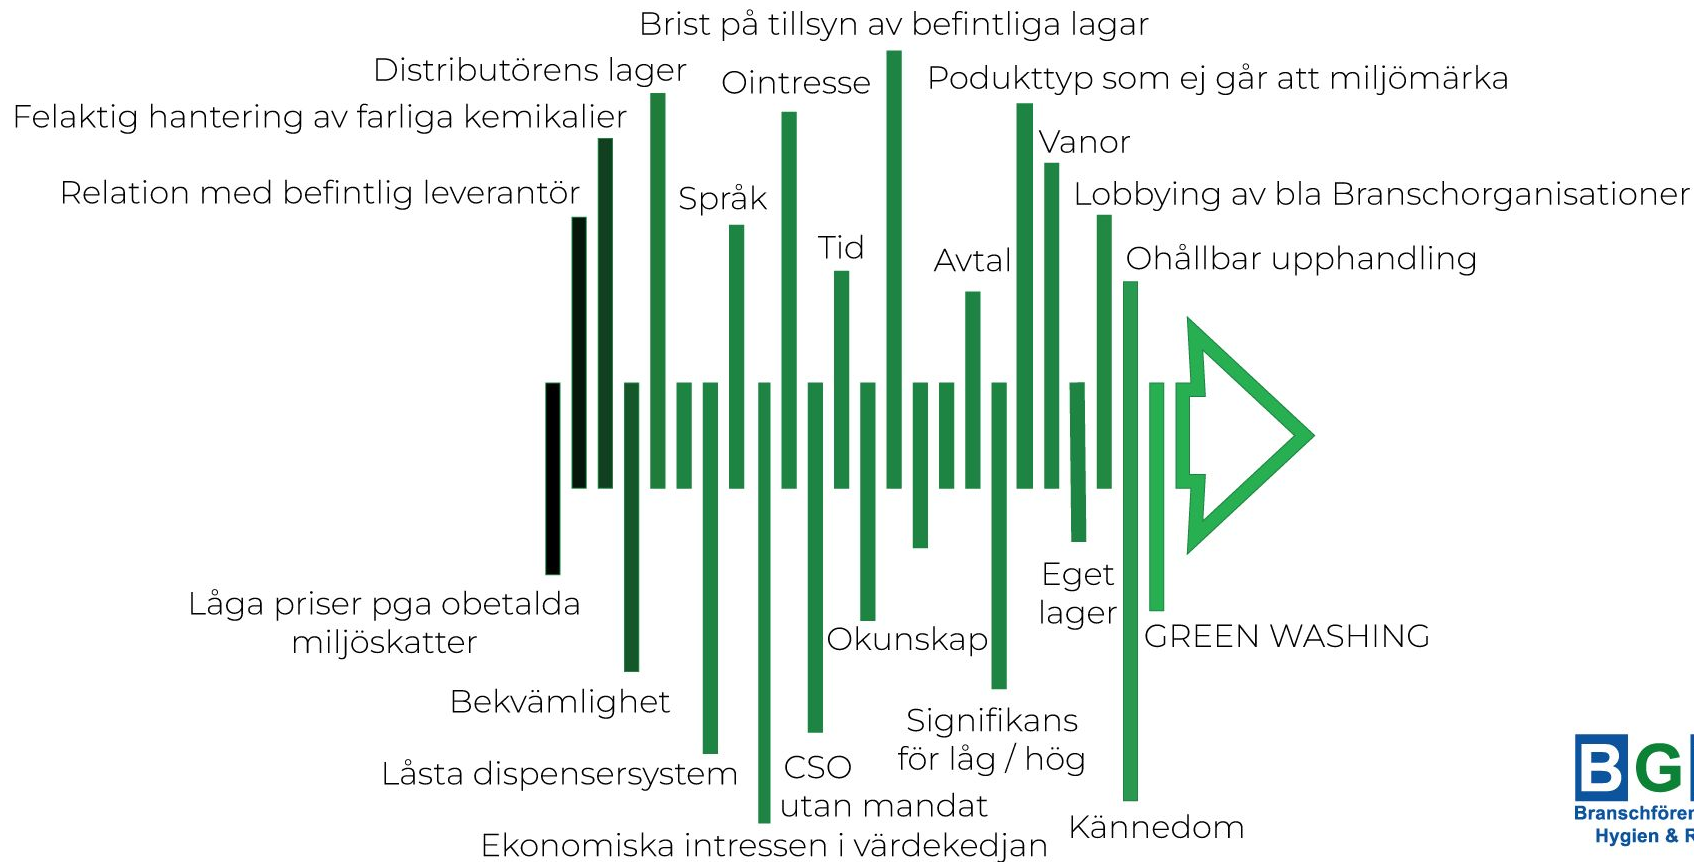 Brist på tillsyn av befintliga lagar
Distributörens lager
Ointresse
Podukttyp som ej går att miljömärka
Felaktig hantering av farliga kemikalier
Vanor
Relation med befintlig leverantör
Språk
Lobbying av bla Branschorganisationer
Tid
Avtal
Ohållbar upphandling
Låga priser pga obetalda
miljöskatter
Eget
lager
Okunskap
GREEN WASHING
Bekvämlighet
Signifikans
för låg / hög
Låsta dispensersystem
CSO
utan mandat
Kännedom
Ekonomiska intressen i värdekedjan
BG
Hygien &